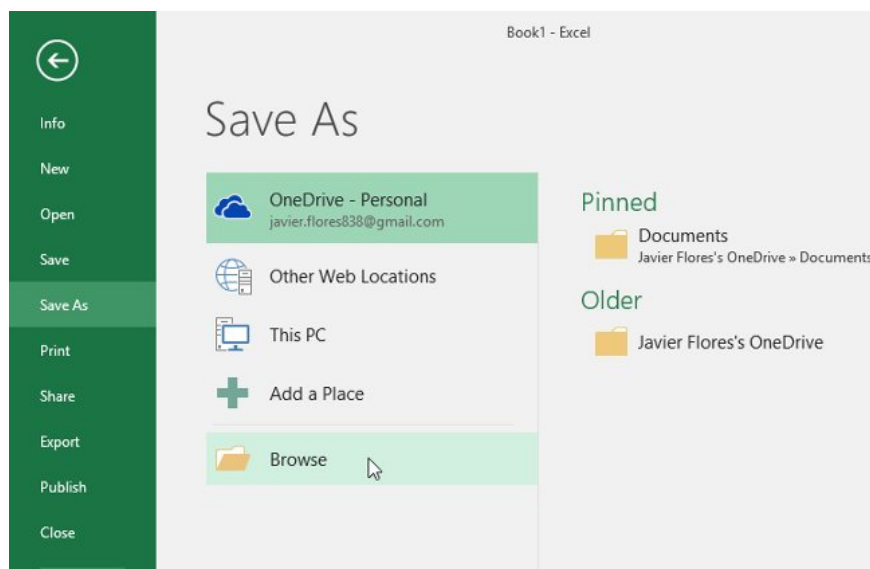 Book1 - Excel
Info
New
Open
Save
Save As
Print
Share
Export
Publish
Close
Save As
OneDrive - Personal
javier.flores838@gmail.com
Other Web Locations
This PC
Add a Place
Browse
Pinned
Documents
Javier Flores's OneDrive » Documents
Older
Javier Flores's OneDrive